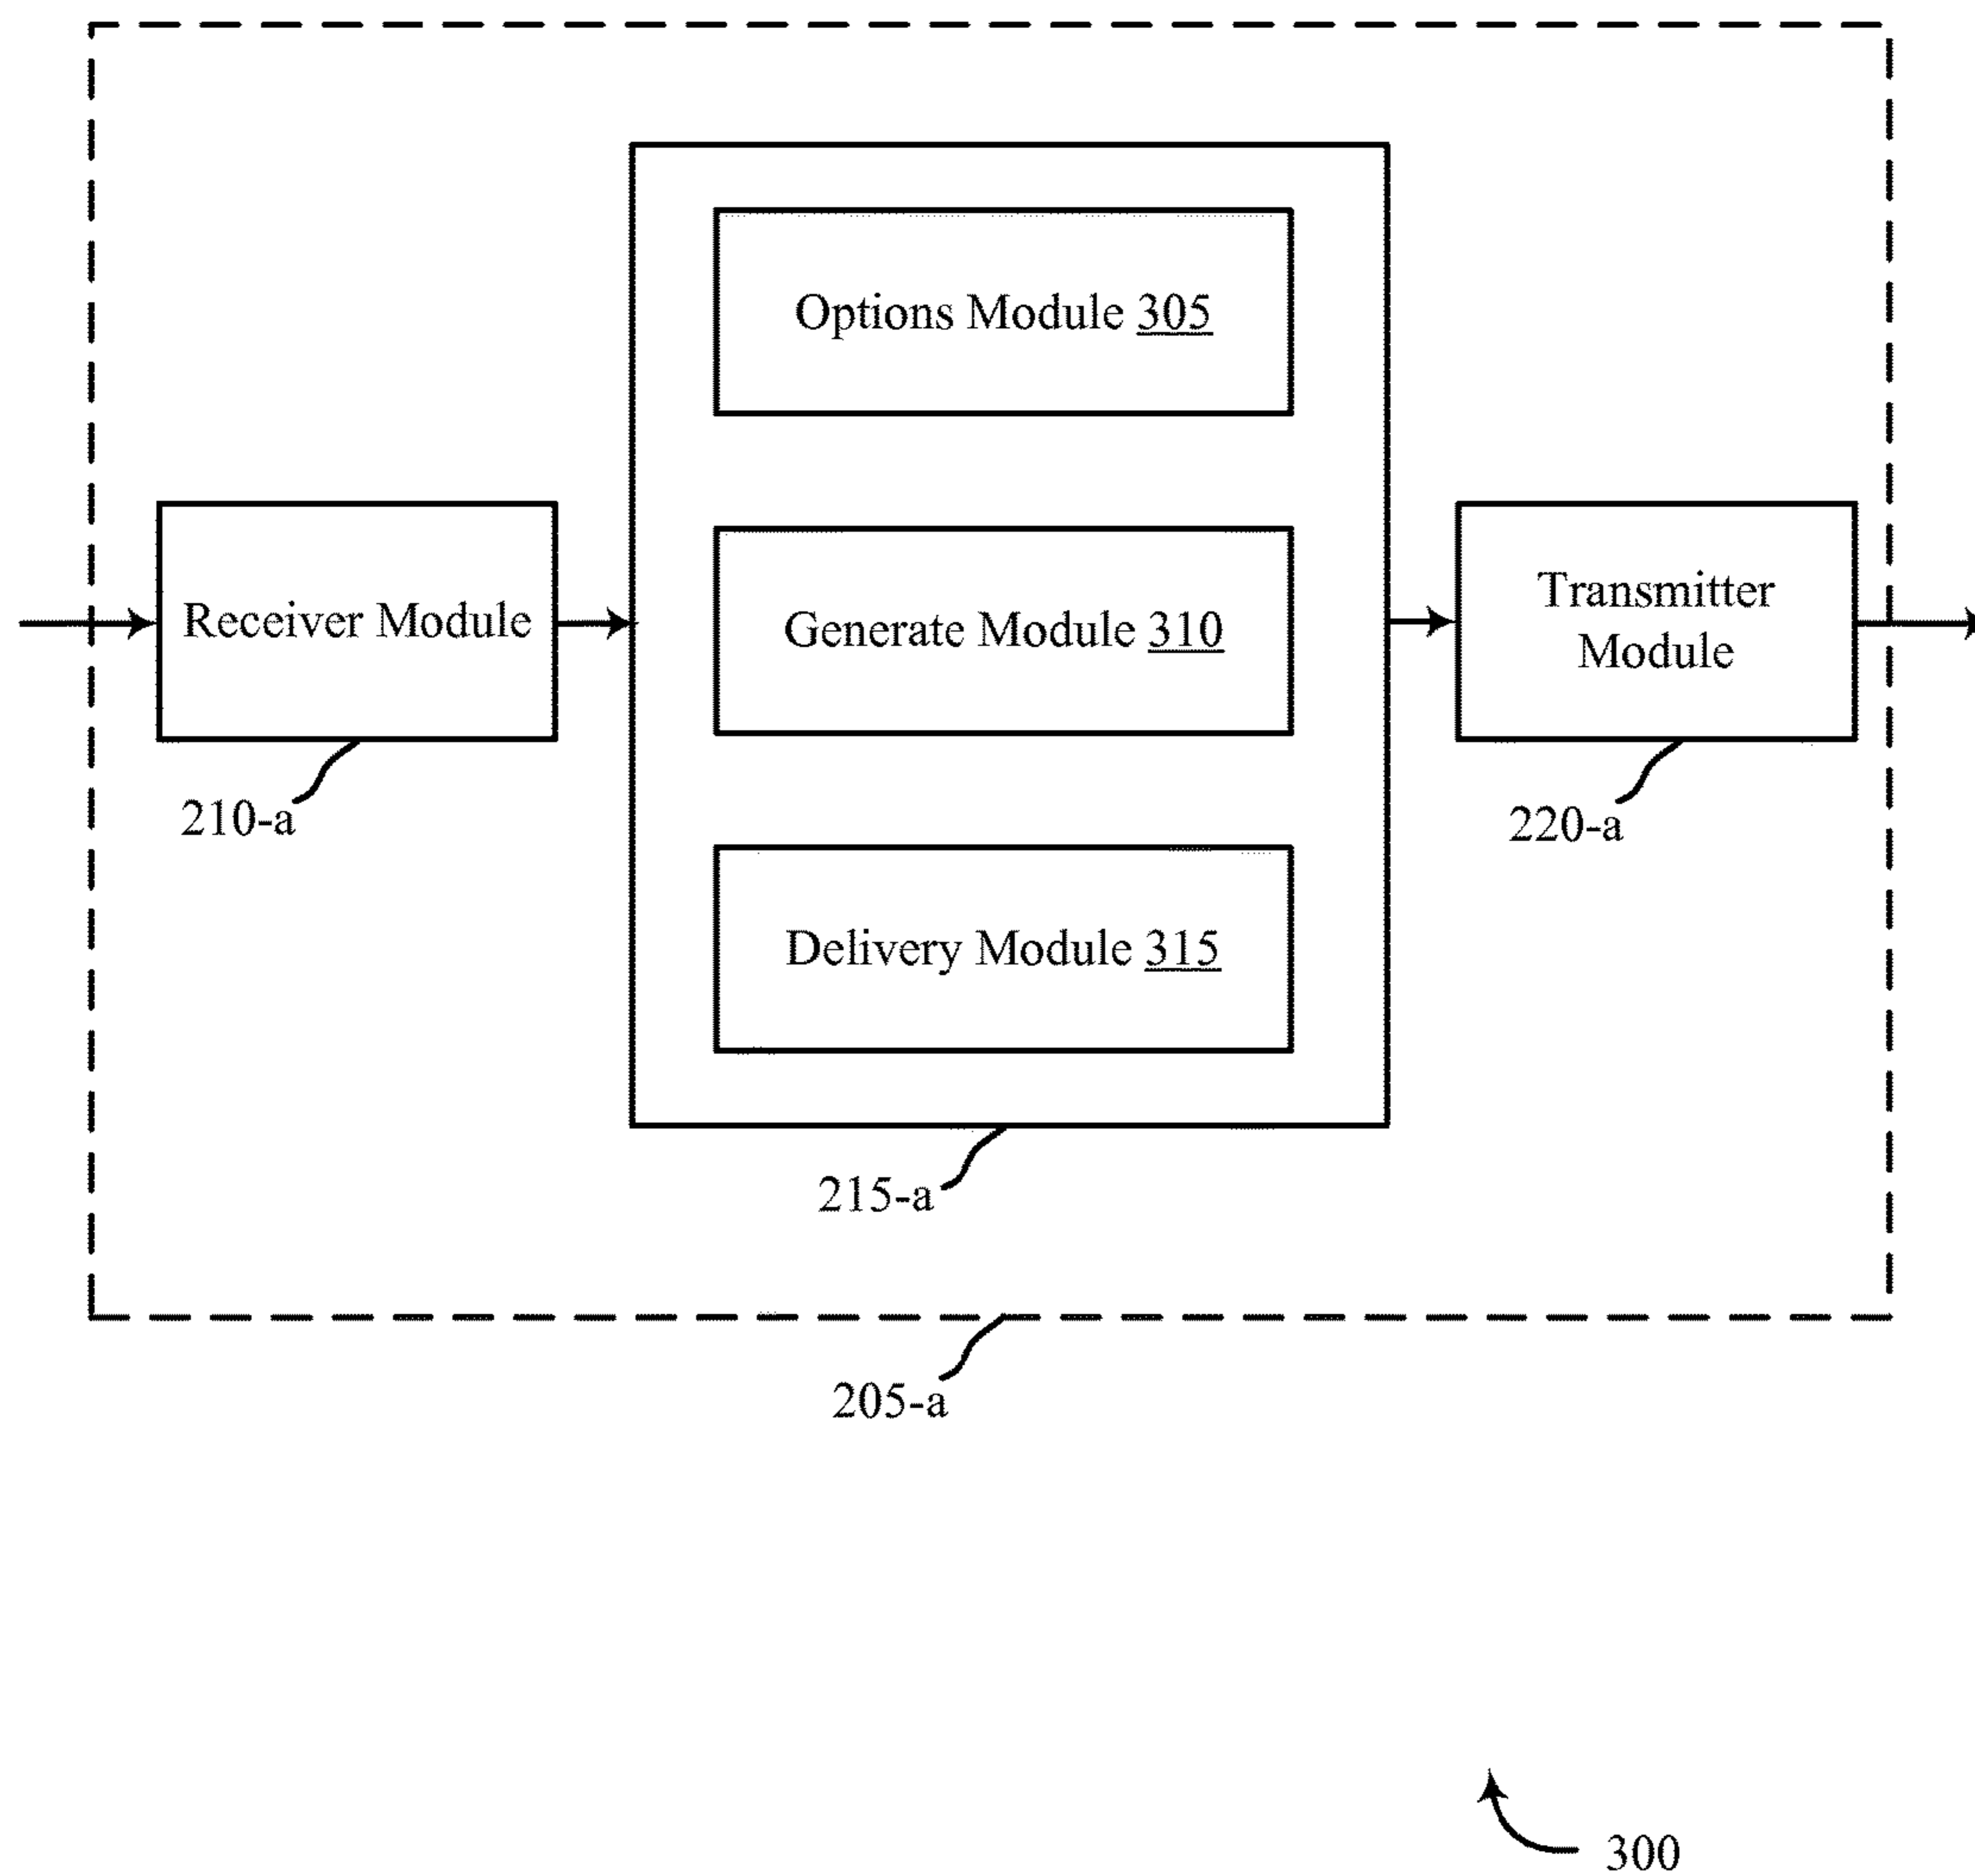 Options Module 305
Receiver Module
Generate Module 310
Transmitter
Module
210-a
220-a
Delivery Module 315
215-a
205-a
300